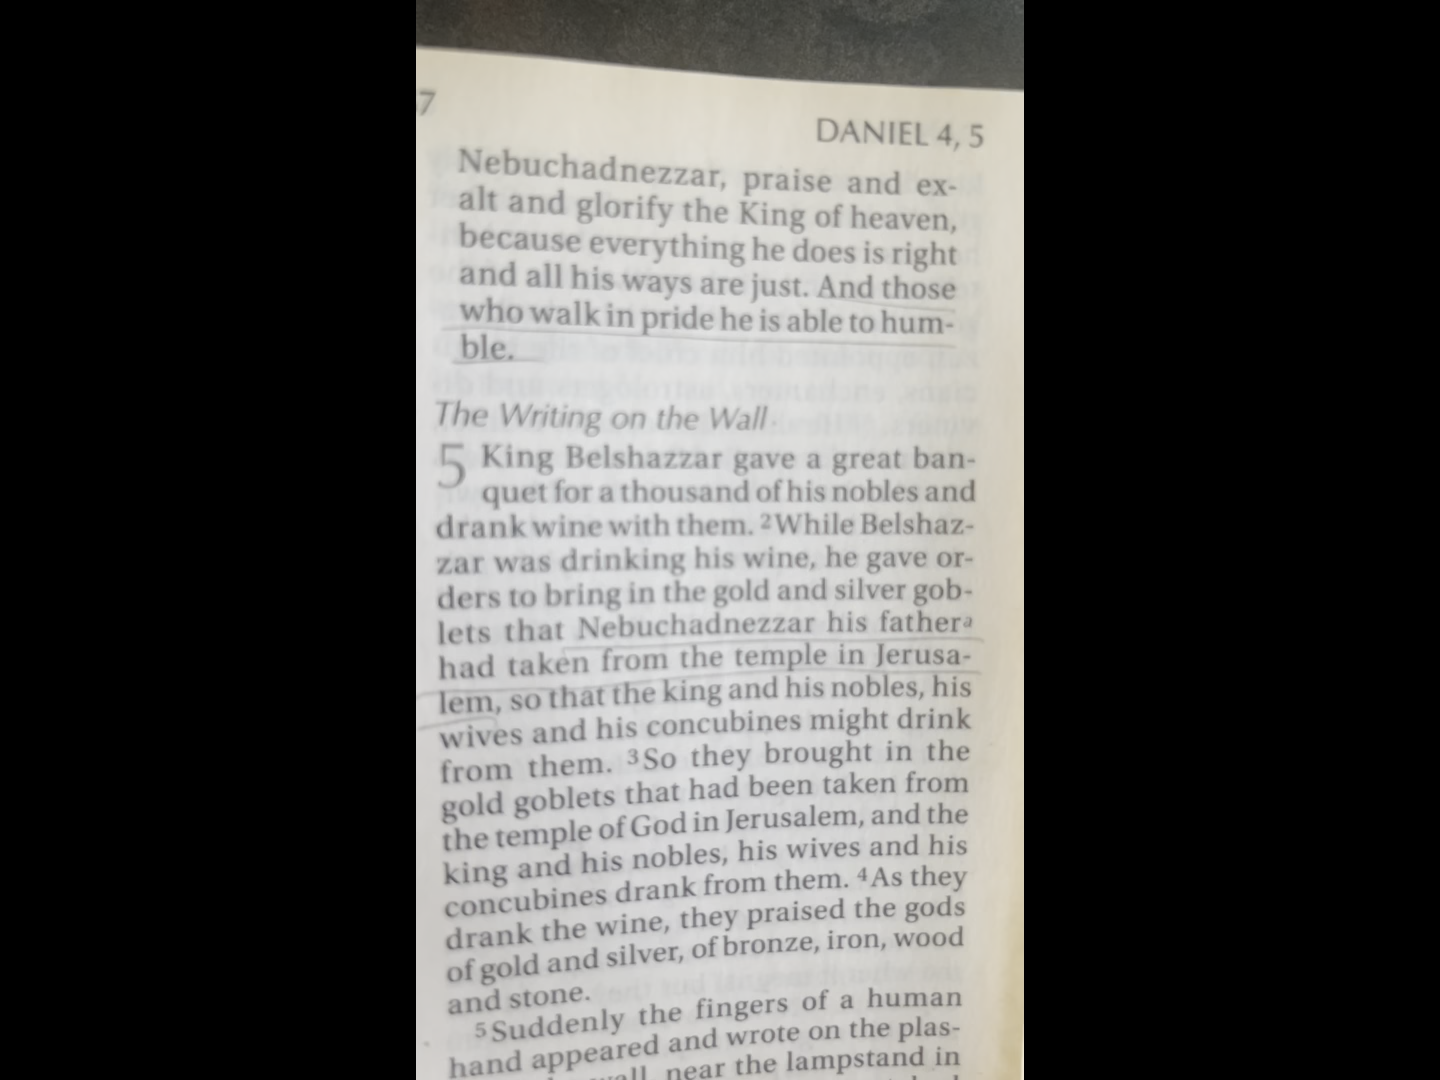 7
DANIEL 4, 5
Nebuchadnezzar, praise and ex-
alt and glorify the King of heaven,
because everything he does is right
and all his ways are just. And those
who walk in pride he is able to hum-
ble.
The Writing on the Wall
5 King Belshazzar gave a great ban-
quet for a thousand of his nobles and
drank wine with them. 2While Belshaz-
zar was drinking his wine, he gave or-
ders to bring in the gold and silver gob-
lets that Nebuchadnezzar his father a
had taken from the temple in Jerusa-
lem, so that the king and his nobles, his
wives and his concubines might drink
from them. 3So they brought in the
gold goblets that had been taken from
the temple of God in Jerusalem, and the
king and his nobles, his wives and his
concubines drank from them. 4As they
drank the wine, they praised the gods
of gold and silver, of bronze, iron, wood
and stone.
5Suddenly the fingers of a human
hand appeared and wrote on the plas-
near the lampstand in